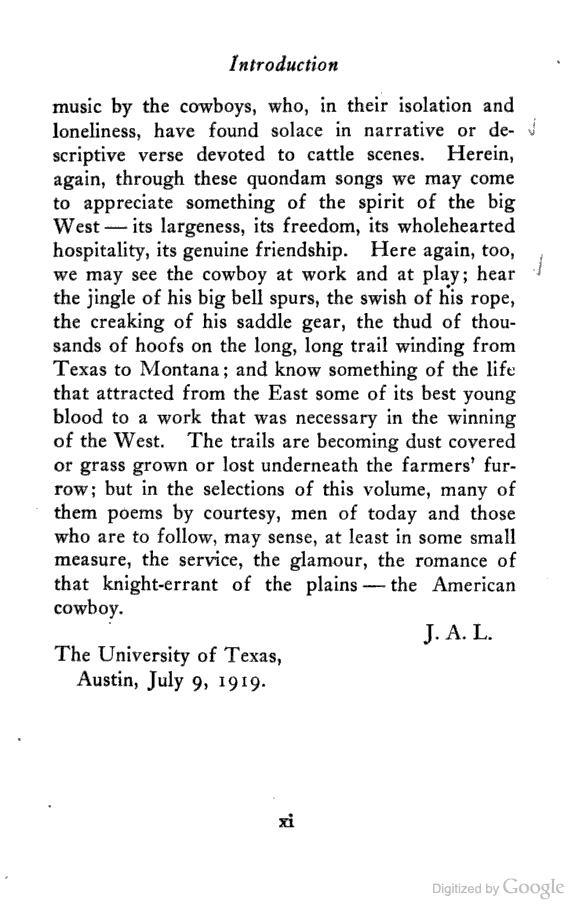 Introduction
music by the cowboys, who, in their isolation and
loneliness, have found solace in narrative or de-
scriptive verse devoted to cattle scenes. Herein,
again, through these quondam songs we may come
to appreciate something of the spirit of the big
West — its largeness, its freedom, its wholehearted
hospitality, its genuine friendship. Here again, too,
we may see the cowboy at work and at play; hear
the jingle of his big bell spurs, the swish of his rope,
the creaking of his saddle gear, the thud of thou-
sands of hoofs on the long, long trail winding from
Texas to Montana; and know something of the life
that attracted from the East some of its best young
blood to a work that was necessary in the winning
of the West. The trails are becoming dust covered
or grass grown or lost underneath the farmers' fur-
row; but in the selections of this volume, many of
them poems by courtesy, men of today and those
who are to follow, may sense, at least in some small
measure, the service, the glamour, the romance of
that knight-errant of the plains — the American
cowboy.
J. A. L.
The University of Texas,
Austin, July 9, 1919.
xi
Digitized by Google